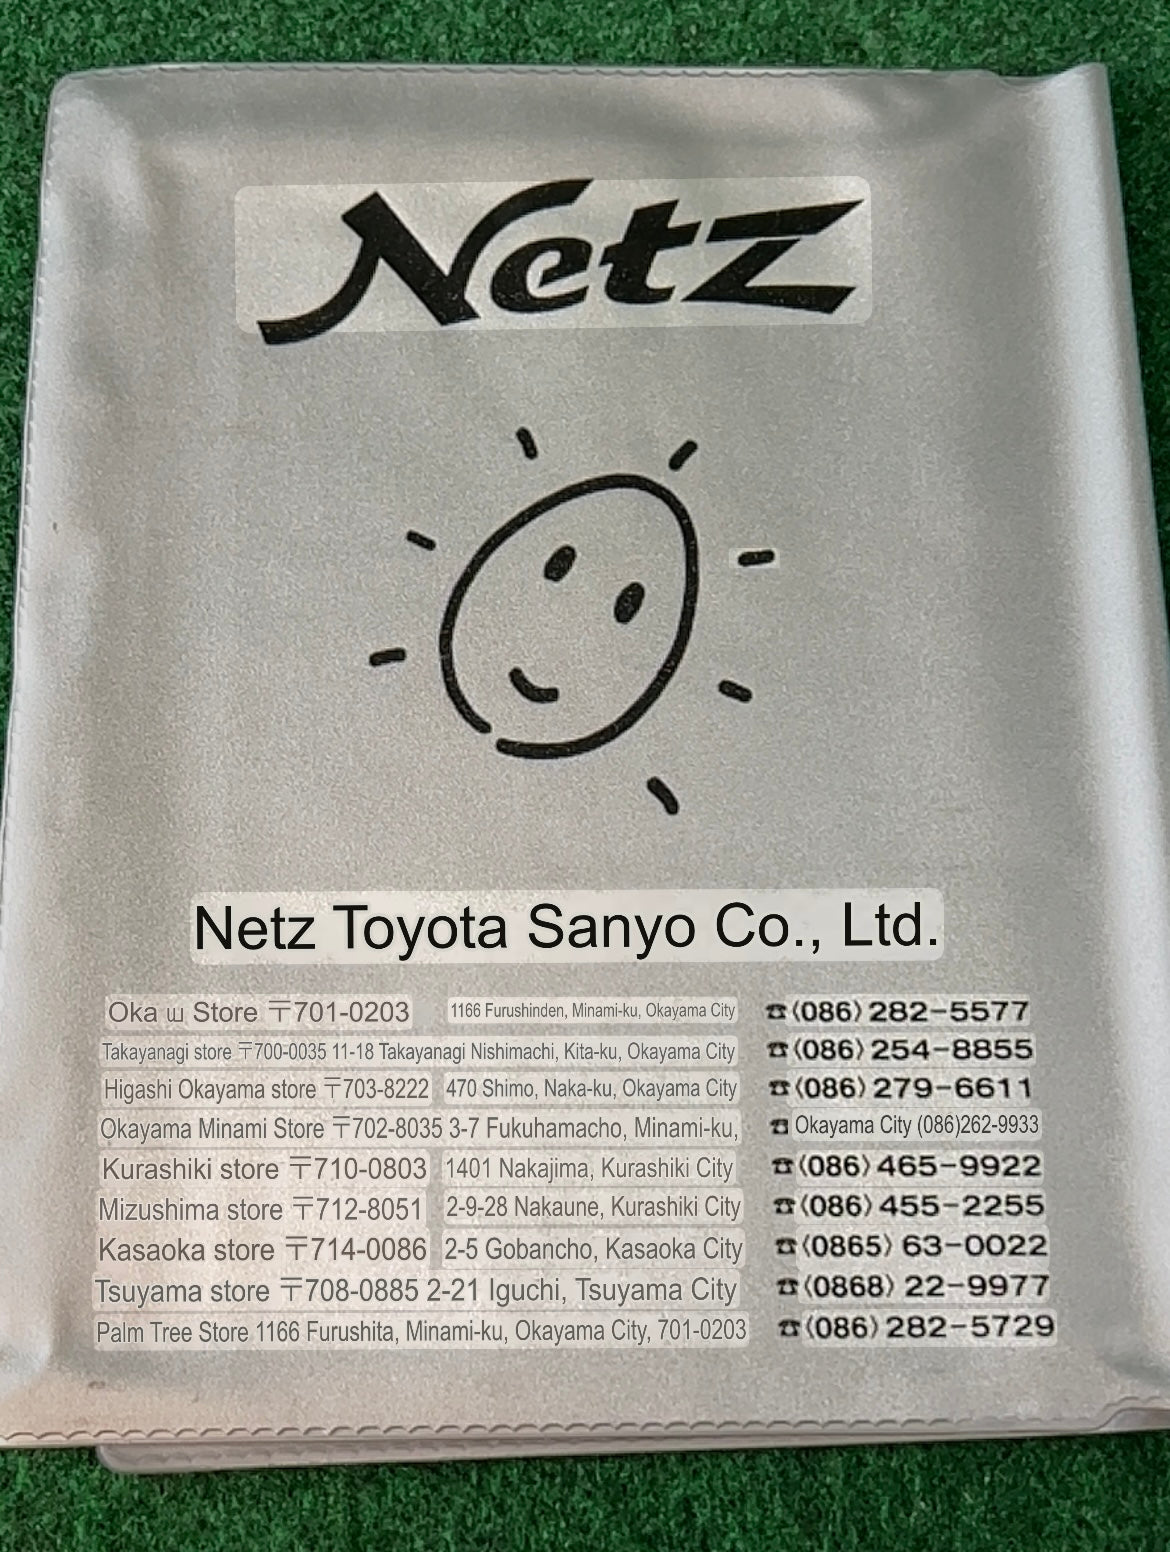 Netz
Netz Toyota Sanyo Co., Ltd.
Oka ш Store 〒701-0203 1166 Furushinden, Minami-ku, Okayama City ☎(086)282-5577
Takayanagi store 〒700-0035 11-18 Takayanagi Nishimachi, Kita-ku, Okayama City ☎(086)254-8855
Higashi Okayama store 〒703-8222 470 Shimo, Naka-ku, Okayama City ☎(086)279-6611
Okayama Minami Store 〒702-8035 3-7 Fukuhamacho, Minami-ku, ☎ Okayama City (086)262-9933
Kurashiki store 〒710-0803 1401 Nakajima, Kurashiki City ☎(086)465-9922
Mizushima store 〒712-8051 2-9-28 Nakaune, Kurashiki City ☎(086)455-2255
Kasaoka store 〒714-0086 2-5 Gobancho, Kasaoka City ☎(0865)63-0022
Tsuyama store 〒708-0885 2-21 Iguchi, Tsuyama City ☎(0868)22-9977
Palm Tree Store 1166 Furushita, Minami-ku, Okayama City, 701-0203 ☎(086)282-5729